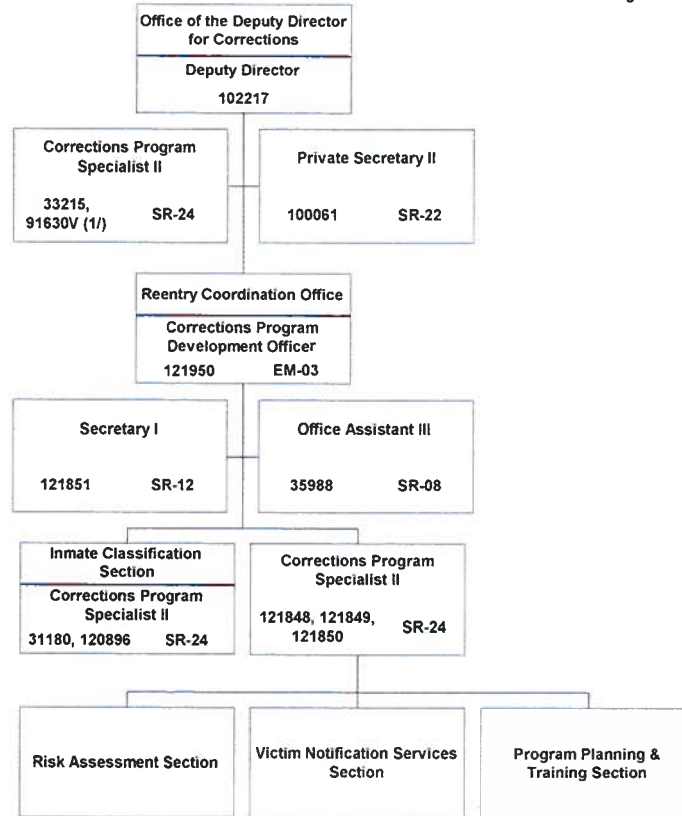 Office of the Deputy Director
for Corrections
Deputy Director
102217
Corrections Program
Specialist II
33215,
91630V (1/)
SR-24
Private Secretary II
100061
SR-22
Reentry Coordination Office
Corrections Program
Development Officer
121950
EM-03
Secretary I
121851
SR-12
Office Assistant III
35988
SR-08
Inmate Classification
Section
Corrections Program
Specialist II
31180, 120896
SR-24
Corrections Program
Specialist II
121848, 121849,
121850
SR-24
Risk Assessment Section
Victim Notification Services
Section
Program Planning &
Training Section